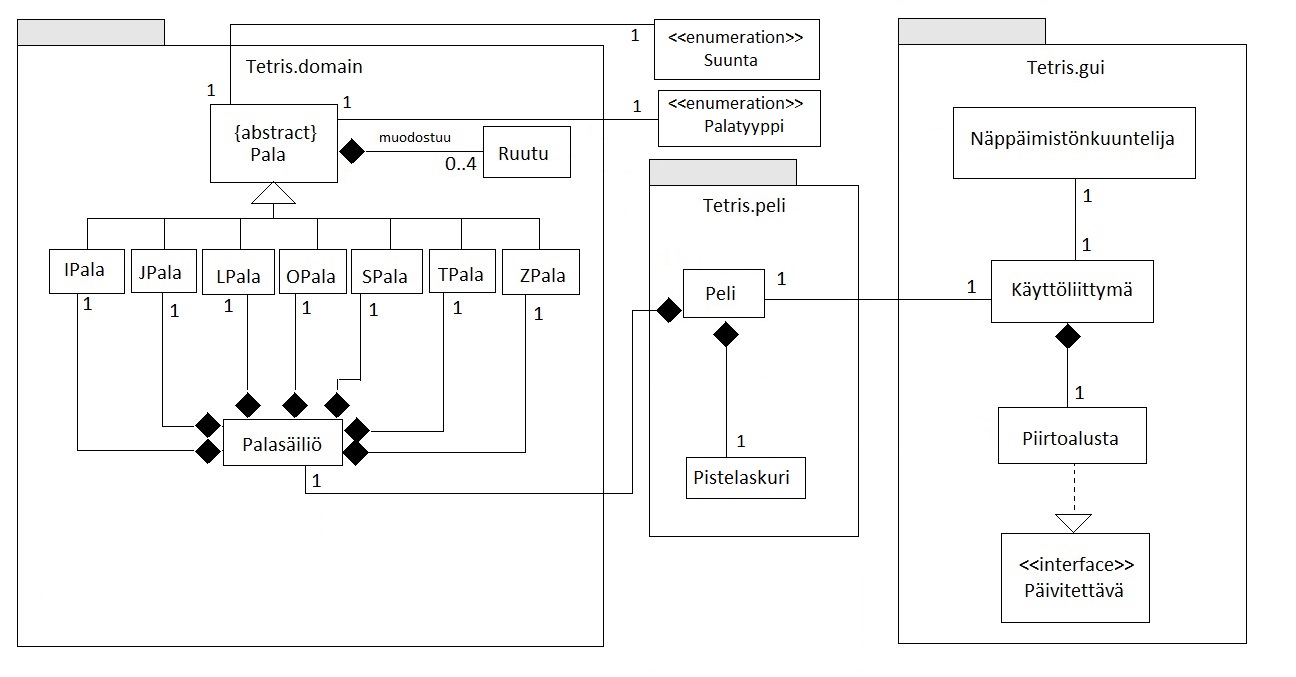 Tetris.domain
1
<<enumeration>>
Suunta
1
{abstract}
Pala
1
1
<<enumeration>>
Palatyyppi
muodostuu
0..4
Ruutu
IPala
JPala
LPala
OPala
SPala
TPala
ZPala
1
1
1
1
1
1
1
Palasäiliö
1
Tetris.peli
Peli
1
1
Pistelaskuri
Tetris.gui
Näppäimistönkuuntelija
1
1
1
Käyttöliittymä
1
Piirtoalusta
<<interface>>
Päivitettävä